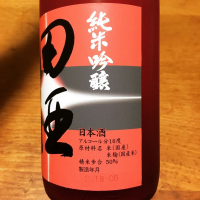 純米吟醸
田酒
日本酒
アルコール分16度
原材料名 米(国産)
米麹(国産米)
精米歩合 50%
製造年月